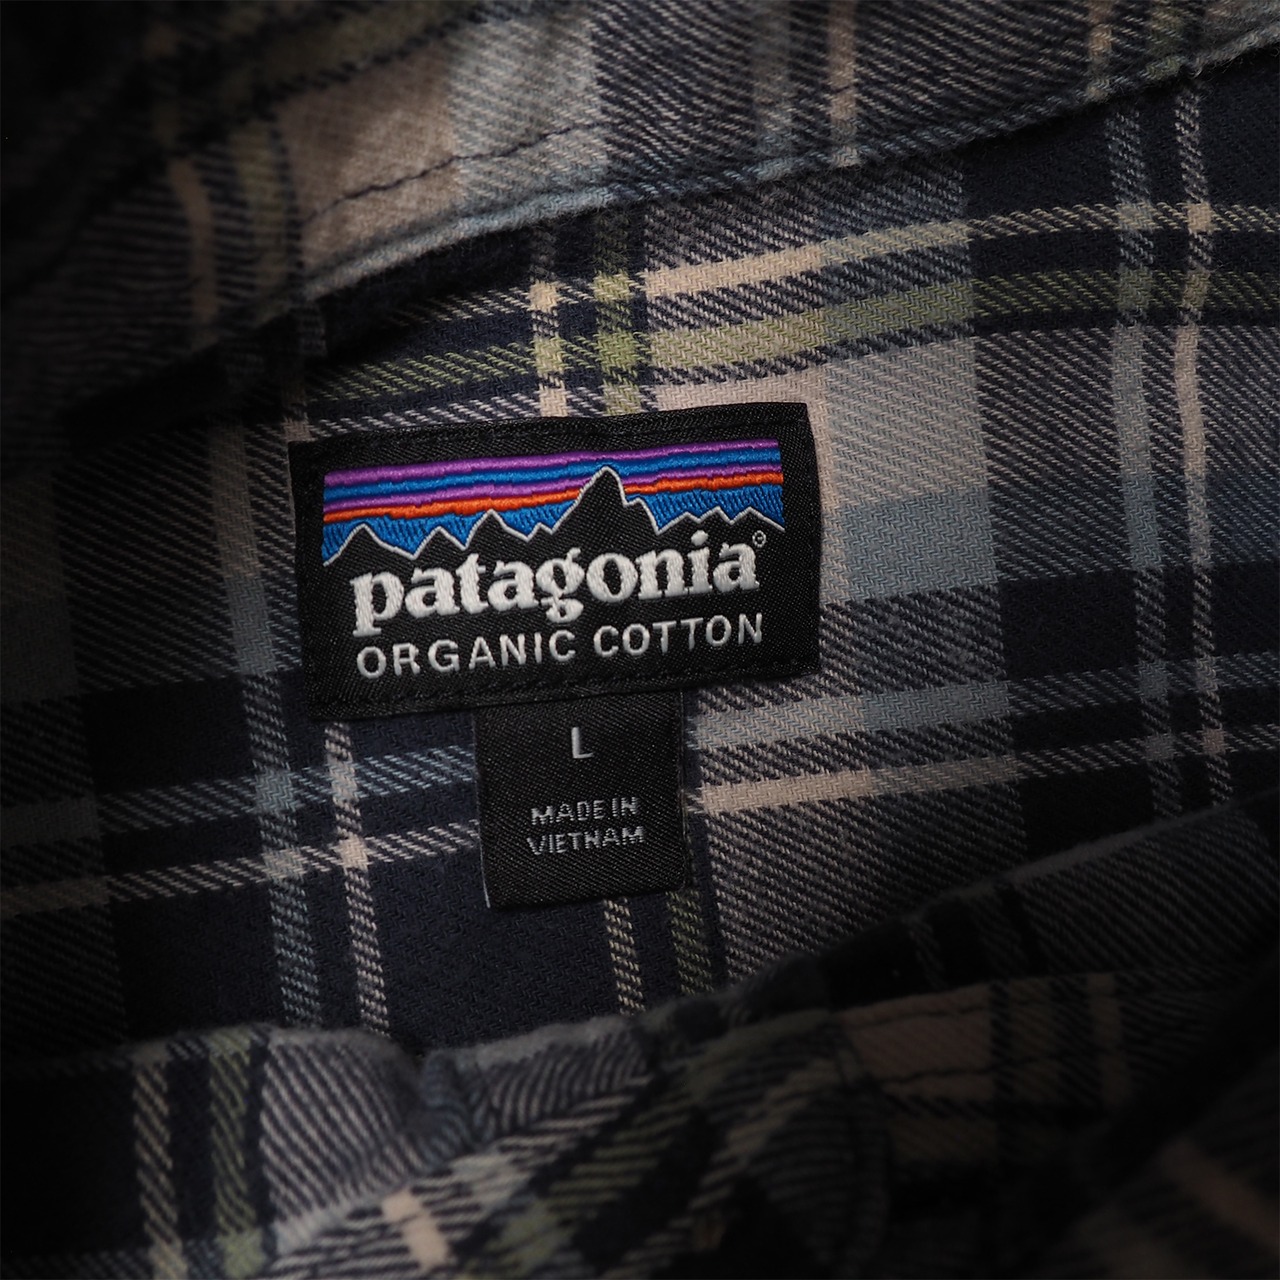 patagonia®
ORGANIC COTTON
L
MADE IN
VIETNAM